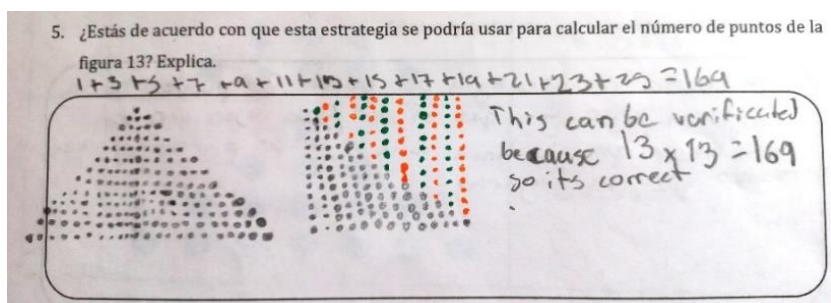 5. ¿Estás de acuerdo con que esta estrategia se podría usar para calcular el número de puntos de la
figura 13? Explica.
1+3+5+7+9+11+13+15+17+19+21+23+25=169
This can be verificated
because 13x13=169
so its correct